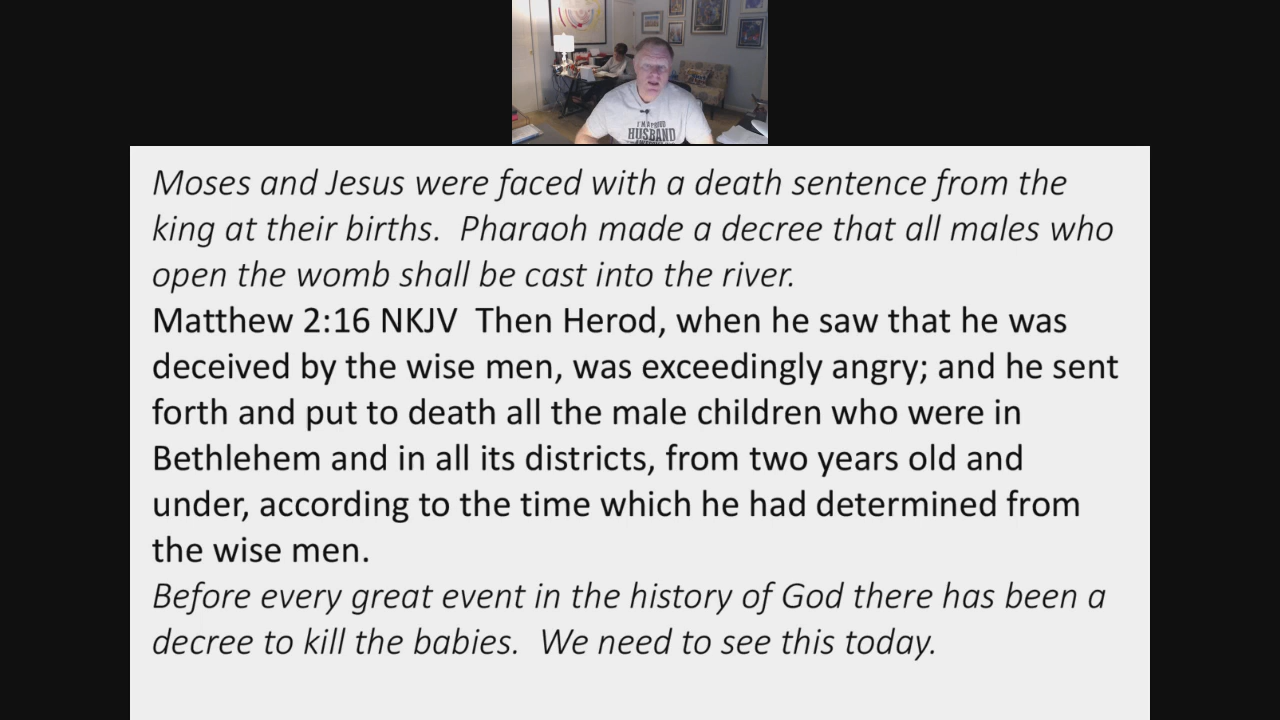 I'M A PROUD
HUSBAND
Moses and Jesus were faced with a death sentence from the
king at their births.  Pharaoh made a decree that all males who
open the womb shall be cast into the river.
Matthew 2:16 NKJV  Then Herod, when he saw that he was
deceived by the wise men, was exceedingly angry; and he sent
forth and put to death all the male children who were in
Bethlehem and in all its districts, from two years old and
under, according to the time which he had determined from
the wise men.
Before every great event in the history of God there has been a
decree to kill the babies.  We need to see this today.